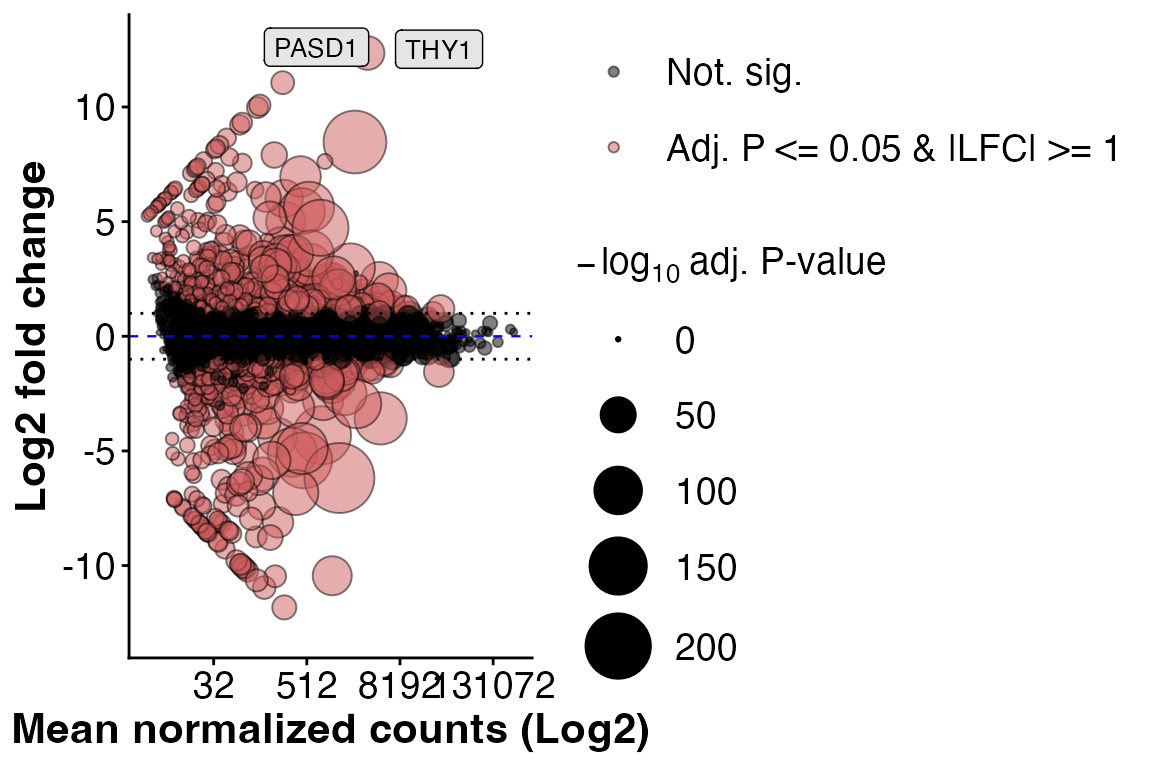 PASD1
THY1
Log2 fold change
10
5
0
-5
-10
32
512
8192
131072
Mean normalized counts (Log2)
Not. sig.
Adj. P <= 0.05 & |LFC| >= 1
−log10 adj. P-value
0
50
100
150
200